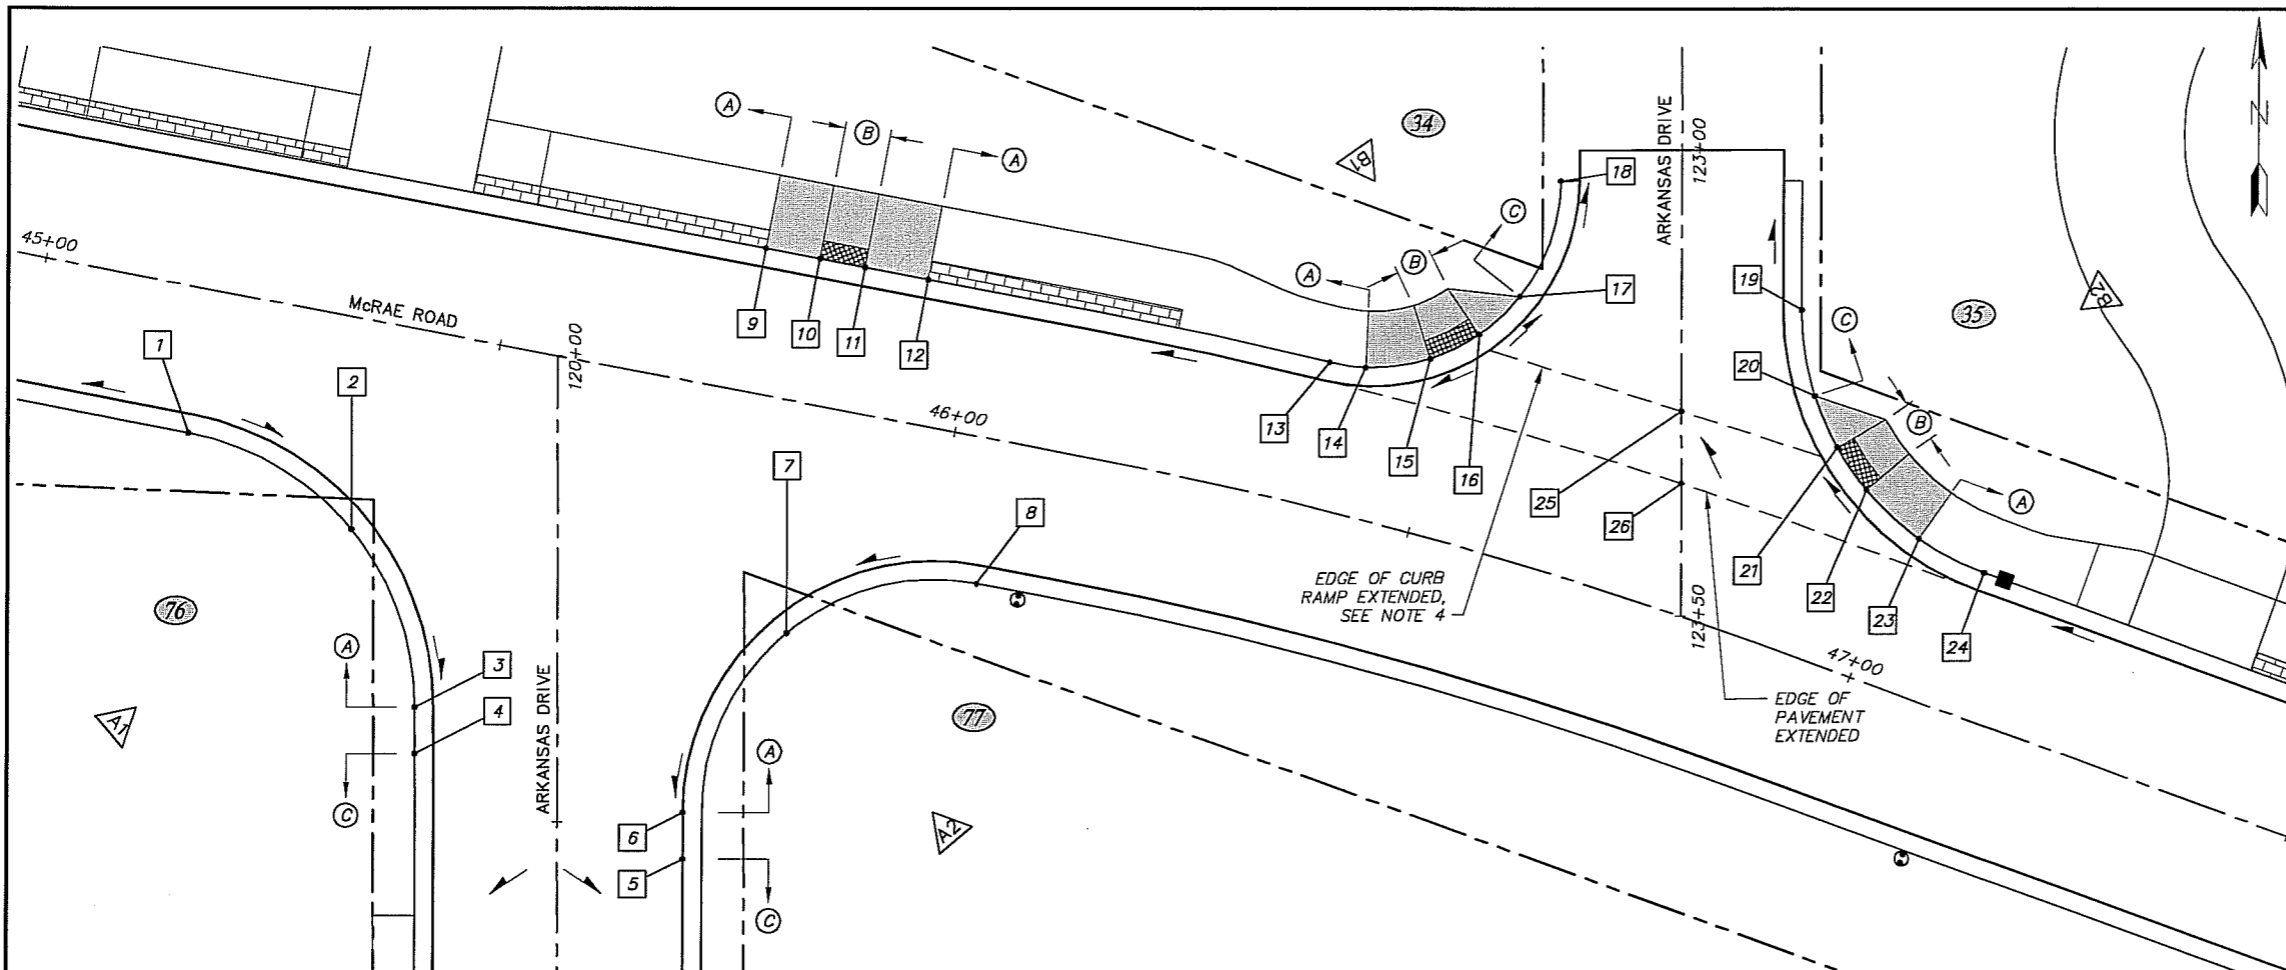 N
34
B1
ARKANSAS DRIVE
123+00
A
B
A
18
C
B
A
17
19
C
35
B2
20
B
45+00
McRAE ROAD
1
2
120+00
9
10
11
12
46+00
13
14
15
16
25
26
A
21
22
23
24
7
8
EDGE OF CURB
RAMP EXTENDED,
SEE NOTE 4
123+50
47+00
EDGE OF
PAVEMENT
EXTENDED
76
A
3
4
A1
C
ARKANSAS DRIVE
77
A
6
5
A2
C